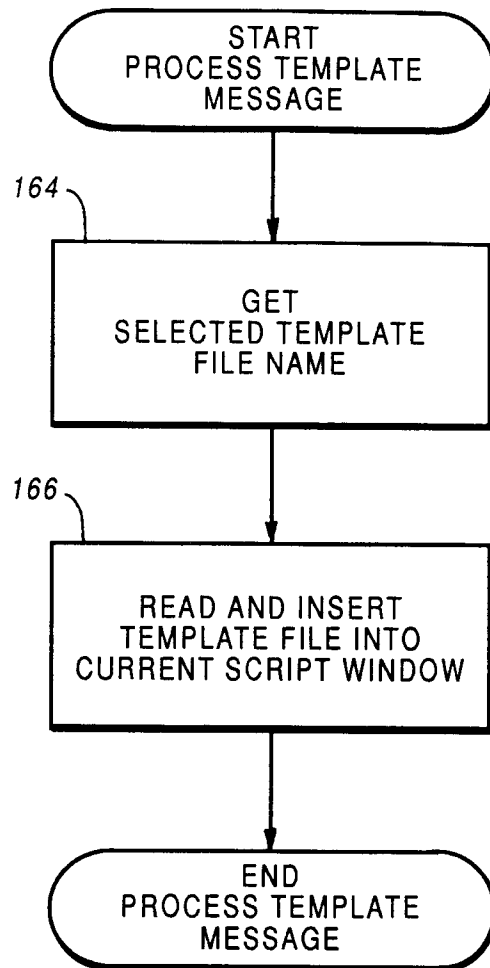 START
PROCESS TEMPLATE
MESSAGE
164
GET
SELECTED TEMPLATE
FILE NAME
166
READ AND INSERT
TEMPLATE FILE INTO
CURRENT SCRIPT WINDOW
END
PROCESS TEMPLATE
MESSAGE